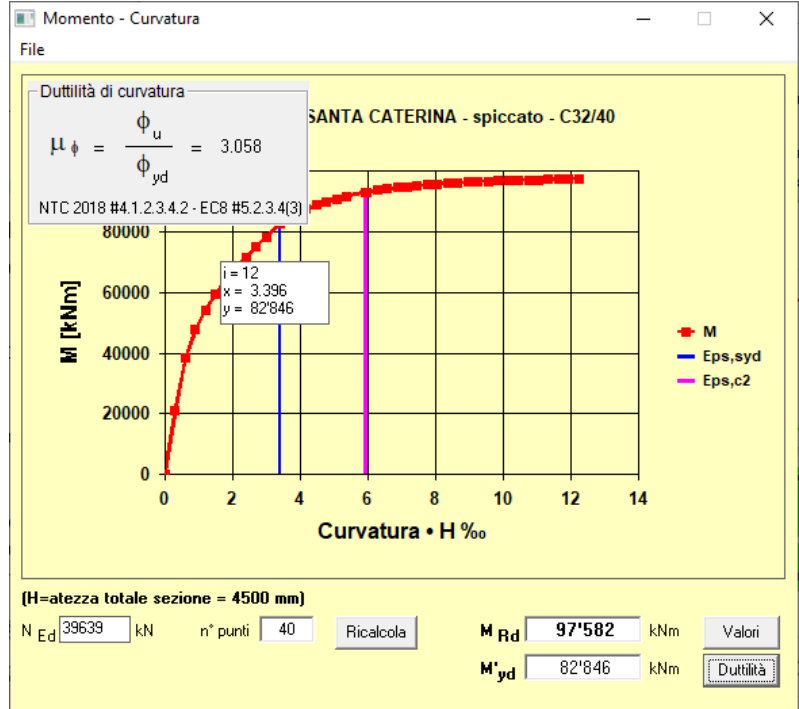 Momento - Curvatura
File
Duttilità di curvatura
μ ϕ = ϕ u / ϕ yd = 3.058
NTC 2018 #4.1.2.3.4.2 - EC8 #5.2.3.4(3)
SANTA CATERINA - spiccato - C32/40
80000
60000
40000
20000
0
M [kNm]
i = 12
x = 3.396
y = 82'846
M
Eps,syd
Eps,c2
0 2 4 6 8 10 12 14
Curvatura • H ‰
(H=atezza totale sezione = 4500 mm)
N Ed 39639 kN n° punti 40 Ricalcola M Rd 97'582 kNm Valori
M'yd 82'846 kNm Duttilità